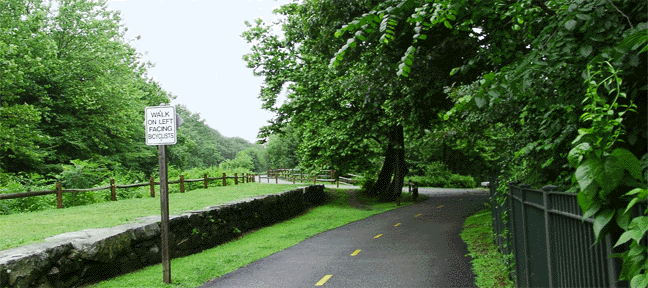 WALK
ON LEFT
FACING
BICYCLISTS